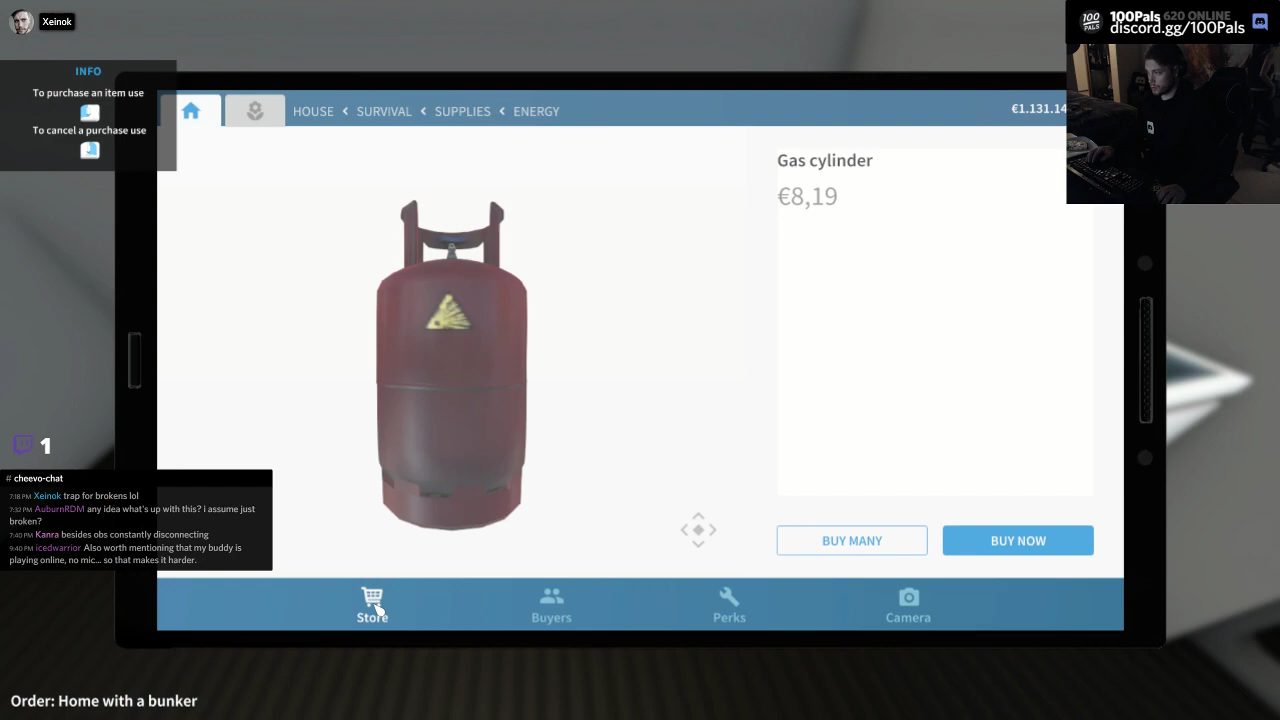 Xeinok
100Pals 620 ONLINE
discord.gg/100Pals
100
PALS
INFO
To purchase an item use
To cancel a purchase use
HOUSE < SURVIVAL < SUPPLIES < ENERGY
€1.131.14
Gas cylinder
€8,19
BUY MANY
BUY NOW
1
# cheevo-chat
7:18 PM Xeinok trap for brokens lol
7:32 PM AuburnRDM any idea what's up with this? i assume just
broken?
7:40 PM Kanra besides obs constantly disconnecting
9:40 PM icedwarrior Also worth mentioning that my buddy is
playing online, no mic... so that makes it harder.
Store
Buyers
Perks
Camera
Order: Home with a bunker